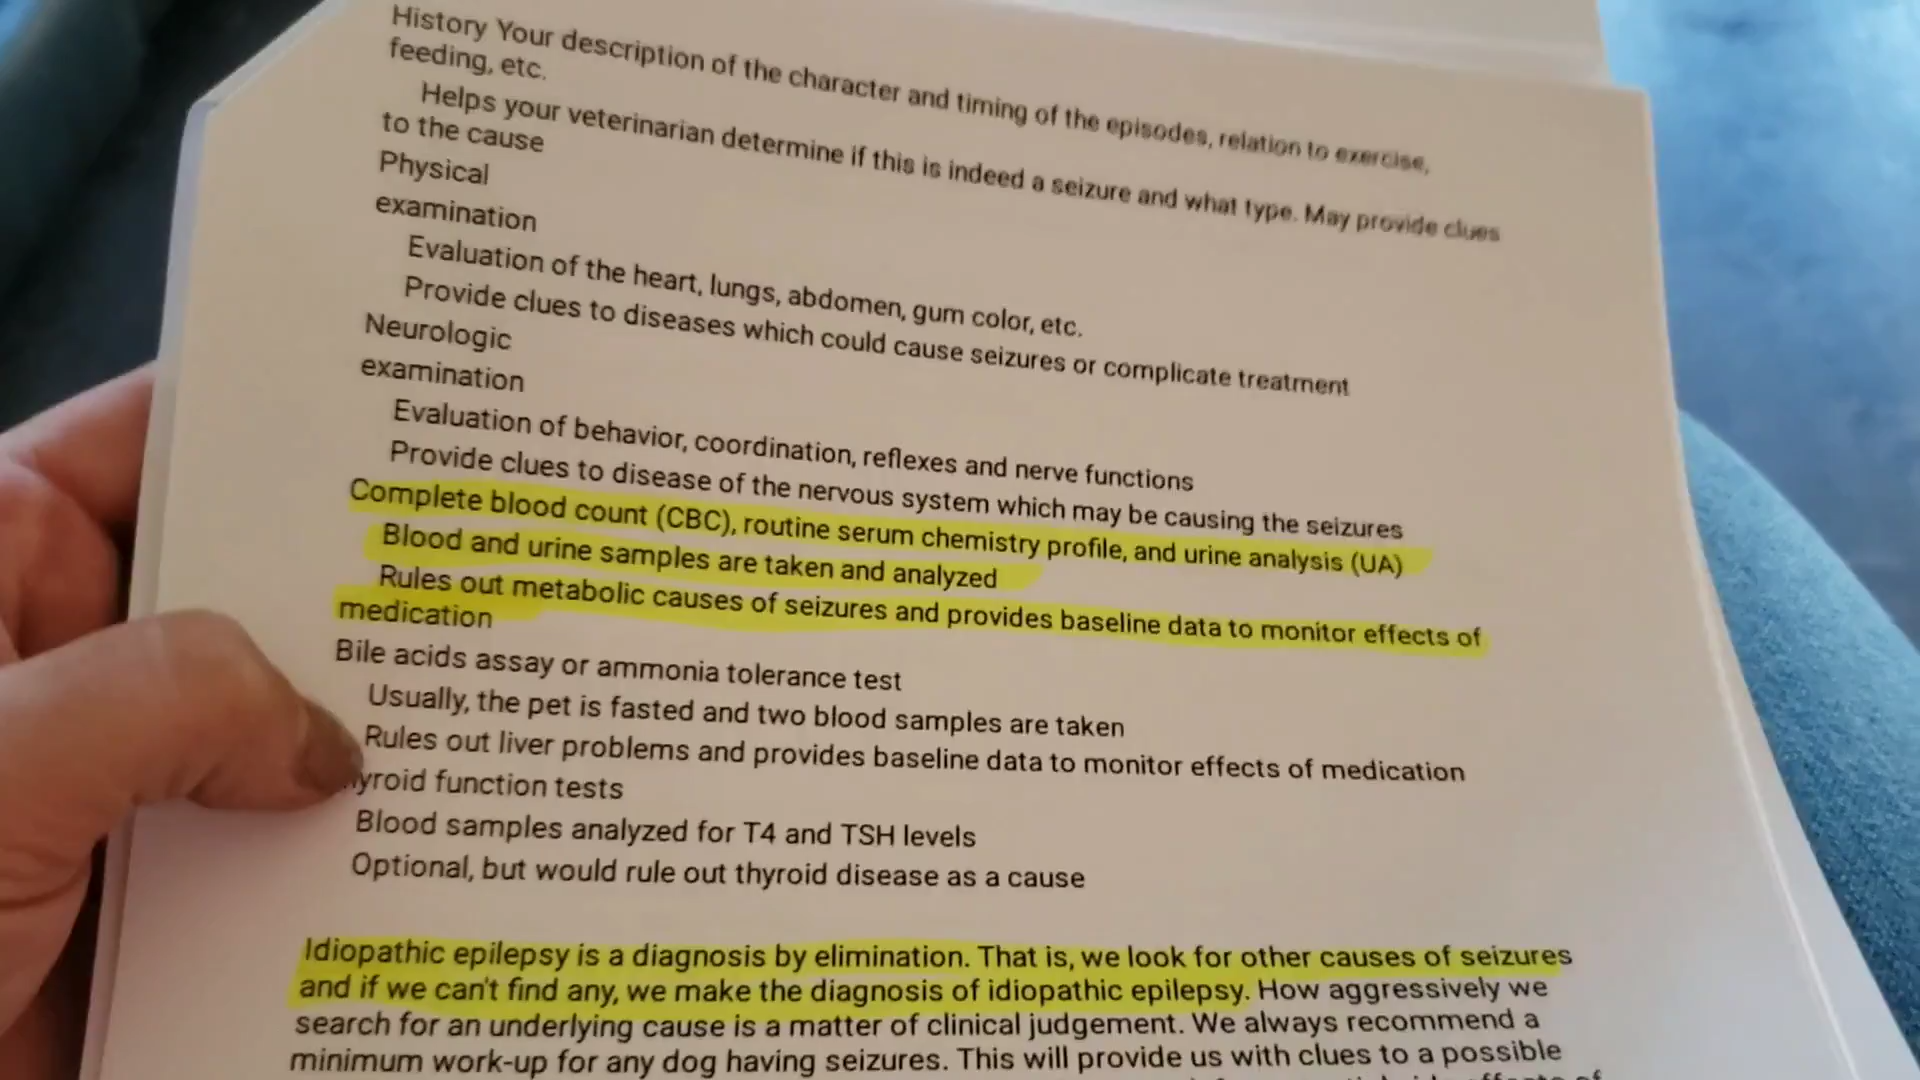 History Your description of the character and timing of the episodes, relation to exercise,
feeding, etc.
Helps your veterinarian determine if this is indeed a seizure and what type. May provide clues
to the cause
Physical
examination
Evaluation of the heart, lungs, abdomen, gum color, etc.
Provide clues to diseases which could cause seizures or complicate treatment
Neurologic
examination
Evaluation of behavior, coordination, reflexes and nerve functions
Provide clues to disease of the nervous system which may be causing the seizures
Complete blood count (CBC), routine serum chemistry profile, and urine analysis (UA)
Blood and urine samples are taken and analyzed
Rules out metabolic causes of seizures and provides baseline data to monitor effects of
medication
Bile acids assay or ammonia tolerance test
Usually, the pet is fasted and two blood samples are taken
Rules out liver problems and provides baseline data to monitor effects of medication
yroid function tests
Blood samples analyzed for T4 and TSH levels
Optional, but would rule out thyroid disease as a cause
Idiopathic epilepsy is a diagnosis by elimination. That is, we look for other causes of seizures
and if we can't find any, we make the diagnosis of idiopathic epilepsy. How aggressively we
search for an underlying cause is a matter of clinical judgement. We always recommend a
minimum work-up for any dog having seizures. This will provide us with clues to a possible